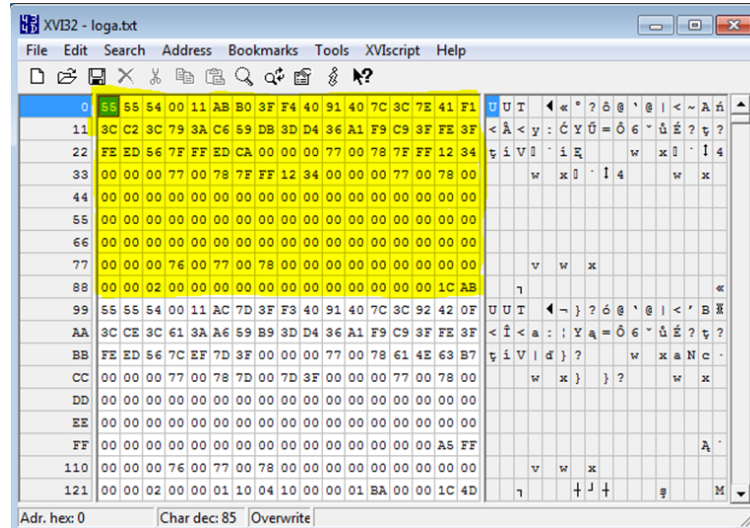 XVI32 - loga.txt
File Edit Search Address Bookmarks Tools XVIscript Help
0 55 55 54 00 11 AB B0 3F F4 40 91 40 7C 3C 7E 41 F1 U U T ◄ « ° ? ô @ ' @ | < ~ A ń
11 3C C2 3C 79 3A C6 59 DB 3D D4 36 A1 F9 C9 3F FE 3F < Â < y : Ć Y Ű = Ô 6 ˇ ů É ? ţ ?
22 FE ED 56 7F FF ED CA 00 00 00 77 00 78 7F FF 12 34 ţ í V ▯ ˙ í Ę w x ▯ ˙ ↕ 4
33 00 00 00 77 00 78 7F FF 12 34 00 00 00 77 00 78 00 w x ▯ ˙ ↕ 4 w x
44 00 00 00 00 00 00 00 00 00 00 00 00 00 00 00 00 00
55 00 00 00 00 00 00 00 00 00 00 00 00 00 00 00 00 00
66 00 00 00 00 00 00 00 00 00 00 00 00 00 00 00 00 00
77 00 00 00 76 00 77 00 78 00 00 00 00 00 00 00 00 00 v w x
88 00 00 02 00 00 00 00 00 00 00 00 00 00 00 00 1C AB ┐ «
99 55 55 54 00 11 AC 7D 3F F3 40 91 40 7C 3C 92 42 0F U U T ◄ ¬ } ? ó @ ' @ | < ' B
AA 3C CE 3C 61 3A A6 59 B9 3D D4 36 A1 F9 C9 3F FE 3F < Î < a : ¦ Y ą = Ô 6 ˇ ů É ? ţ ?
BB FE ED 56 7C EF 7D 3F 00 00 00 77 00 78 61 4E 63 B7 ţ í V | ď } ? w x a N c ·
CC 00 00 00 77 00 78 7D 00 7D 3F 00 00 00 77 00 78 00 w x } } ? w x
DD 00 00 00 00 00 00 00 00 00 00 00 00 00 00 00 00 00
EE 00 00 00 00 00 00 00 00 00 00 00 00 00 00 00 00 00
FF 00 00 00 00 00 00 00 00 00 00 00 00 00 00 00 A5 FF Ą ˙
110 00 00 00 76 00 77 00 78 00 00 00 00 00 00 00 00 00 v w x
121 00 00 02 00 00 01 10 04 10 00 00 01 BA 00 00 1C 4D ┐ ┼ ┘ ┼ ş M
Adr. hex: 0 Char dec: 85 Overwrite